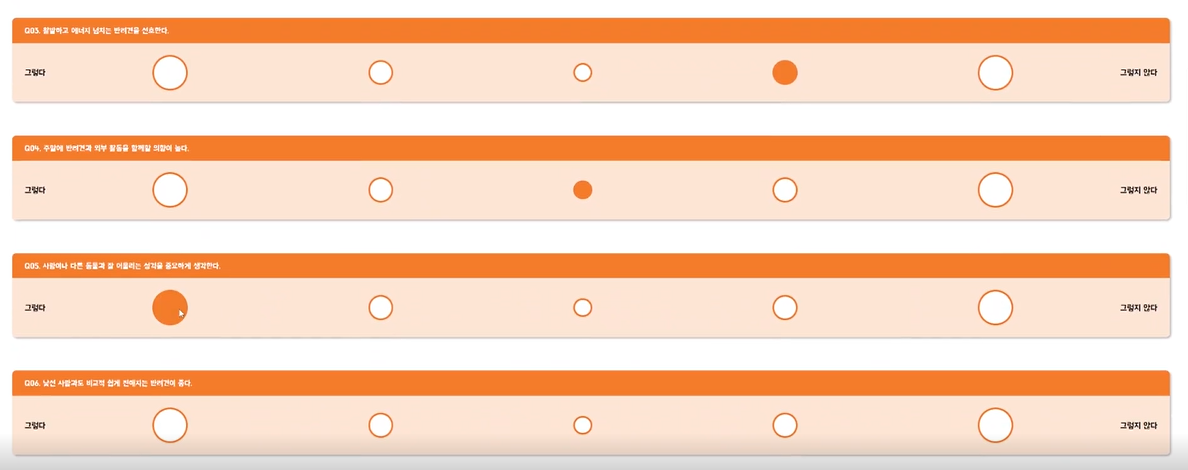 Q03. 활발하고 에너지 넘치는 반려견을 선호한다.
그렇다 그렇지 않다
Q04. 주말에 반려견과 외부 활동을 함께할 의향이 높다.
그렇다 그렇지 않다
Q05. 사람이나 다른 동물과 잘 어울리는 성격을 중요하게 생각한다.
그렇다 그렇지 않다
Q06. 낯선 사람과도 비교적 쉽게 친해지는 반려견이 좋다.
그렇다 그렇지 않다